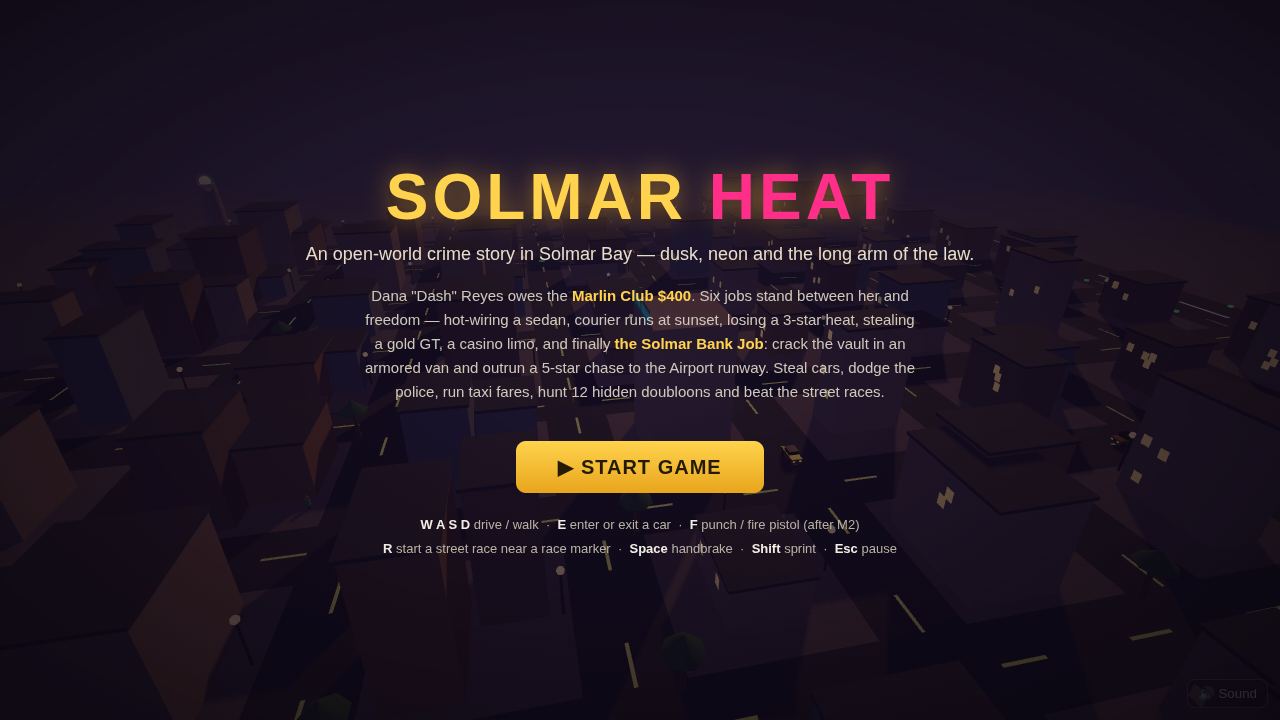 SOLMAR HEAT
An open-world crime story in Solmar Bay — dusk, neon and the long arm of the law.
Dana "Dash" Reyes owes the Marlin Club $400. Six jobs stand between her and
freedom — hot-wiring a sedan, courier runs at sunset, losing a 3-star heat, stealing
a gold GT, a casino limo, and finally the Solmar Bank Job: crack the vault in an
armored van and outrun a 5-star chase to the Airport runway. Steal cars, dodge the
police, run taxi fares, hunt 12 hidden doubloons and beat the street races.
▶ START GAME
W A S D drive / walk · E enter or exit a car · F punch / fire pistol (after M2)
R start a street race near a race marker · Space handbrake · Shift sprint · Esc pause
Sound